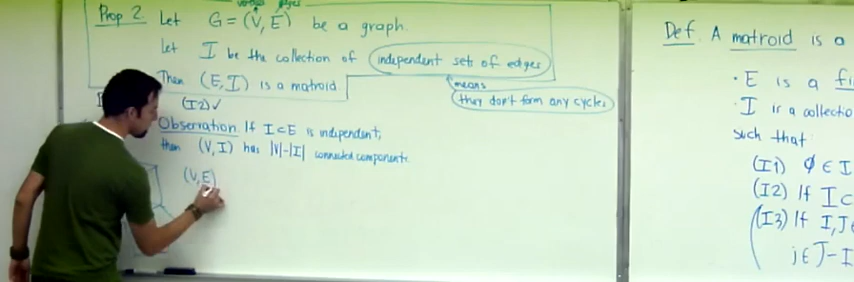 Prop 2. Let G = (V, E) be a graph.
Let I be the collection of independent sets of edges
Then (E, I) is a matroid
means
they don't form any cycles
(I2) ✓
Observation If I ⊂ E is independent,
then (V, I) has |V|-|I| connected components.
(V, E)
Def. A matroid is a
• E is a
• I is a collectio
such that:
(I1) ∅ ∈ I
(I2) If I ⊂
(I3) If I, J ∈
j ∈ J - I